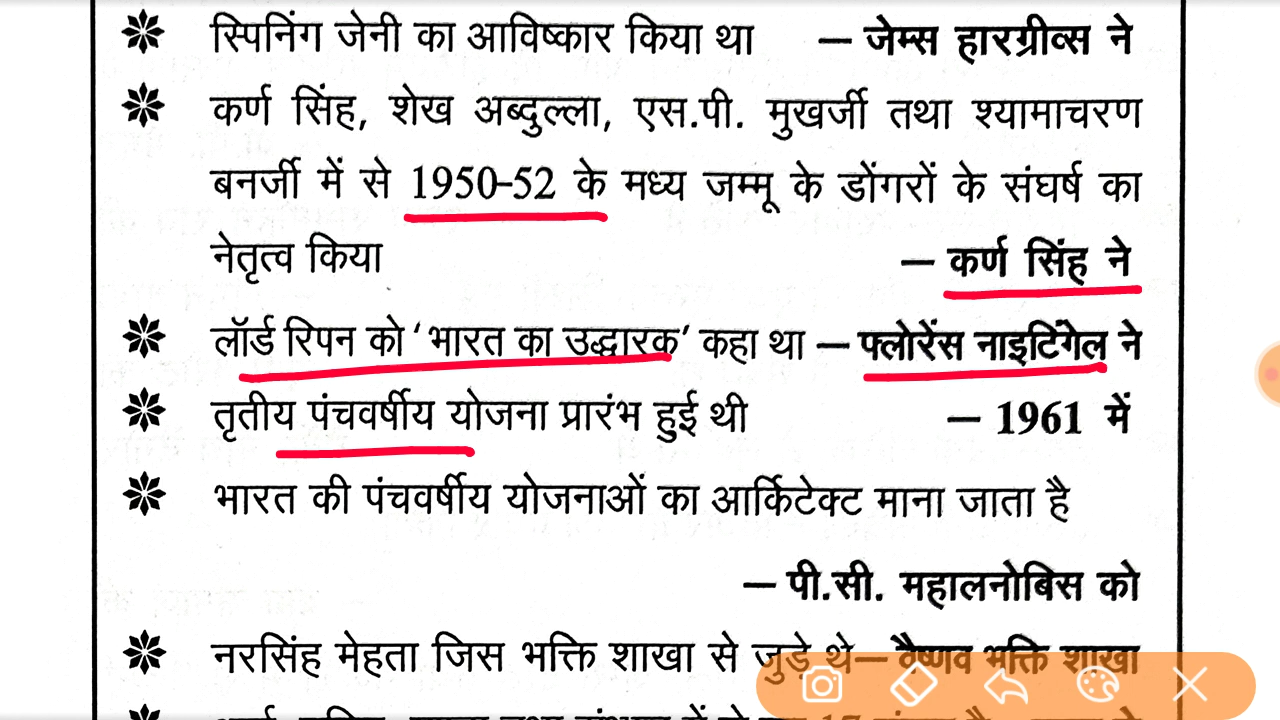 स्पिनिंग जेनी का आविष्कार किया था – जेम्स हारग्रीव्स ने
कर्ण सिंह, शेख अब्दुल्ला, एस.पी. मुखर्जी तथा श्यामाचरण
बनर्जी में से 1950-52 के मध्य जम्मू के डोंगरों के संघर्ष का
नेतृत्व किया – कर्ण सिंह ने
लॉर्ड रिपन को ‘भारत का उद्धारक’ कहा था – फ्लोरेंस नाइटिंगेल ने
तृतीय पंचवर्षीय योजना प्रारंभ हुई थी – 1961 में
भारत की पंचवर्षीय योजनाओं का आर्किटेक्ट माना जाता है
– पी.सी. महालनोबिस को
नरसिंह मेहता जिस भक्ति शाखा से जुड़े थे– वैष्णव भक्ति शाखा